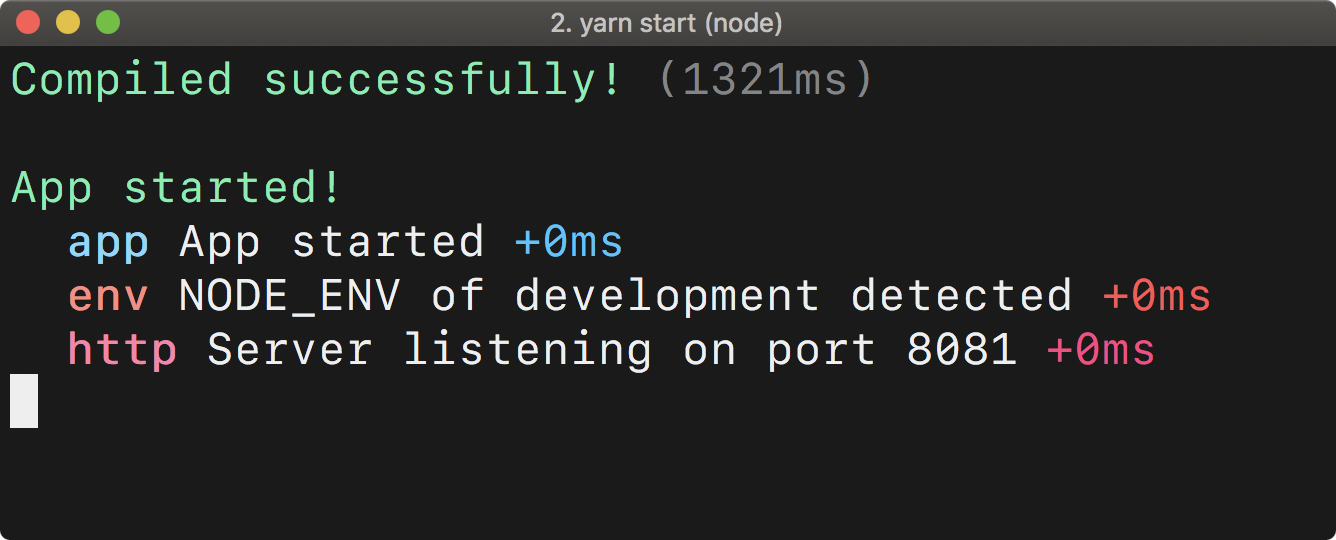 2. yarn start (node)
Compiled successfully! (1321ms)
App started!
app App started +0ms
env NODE_ENV of development detected +0ms
http Server listening on port 8081 +0ms